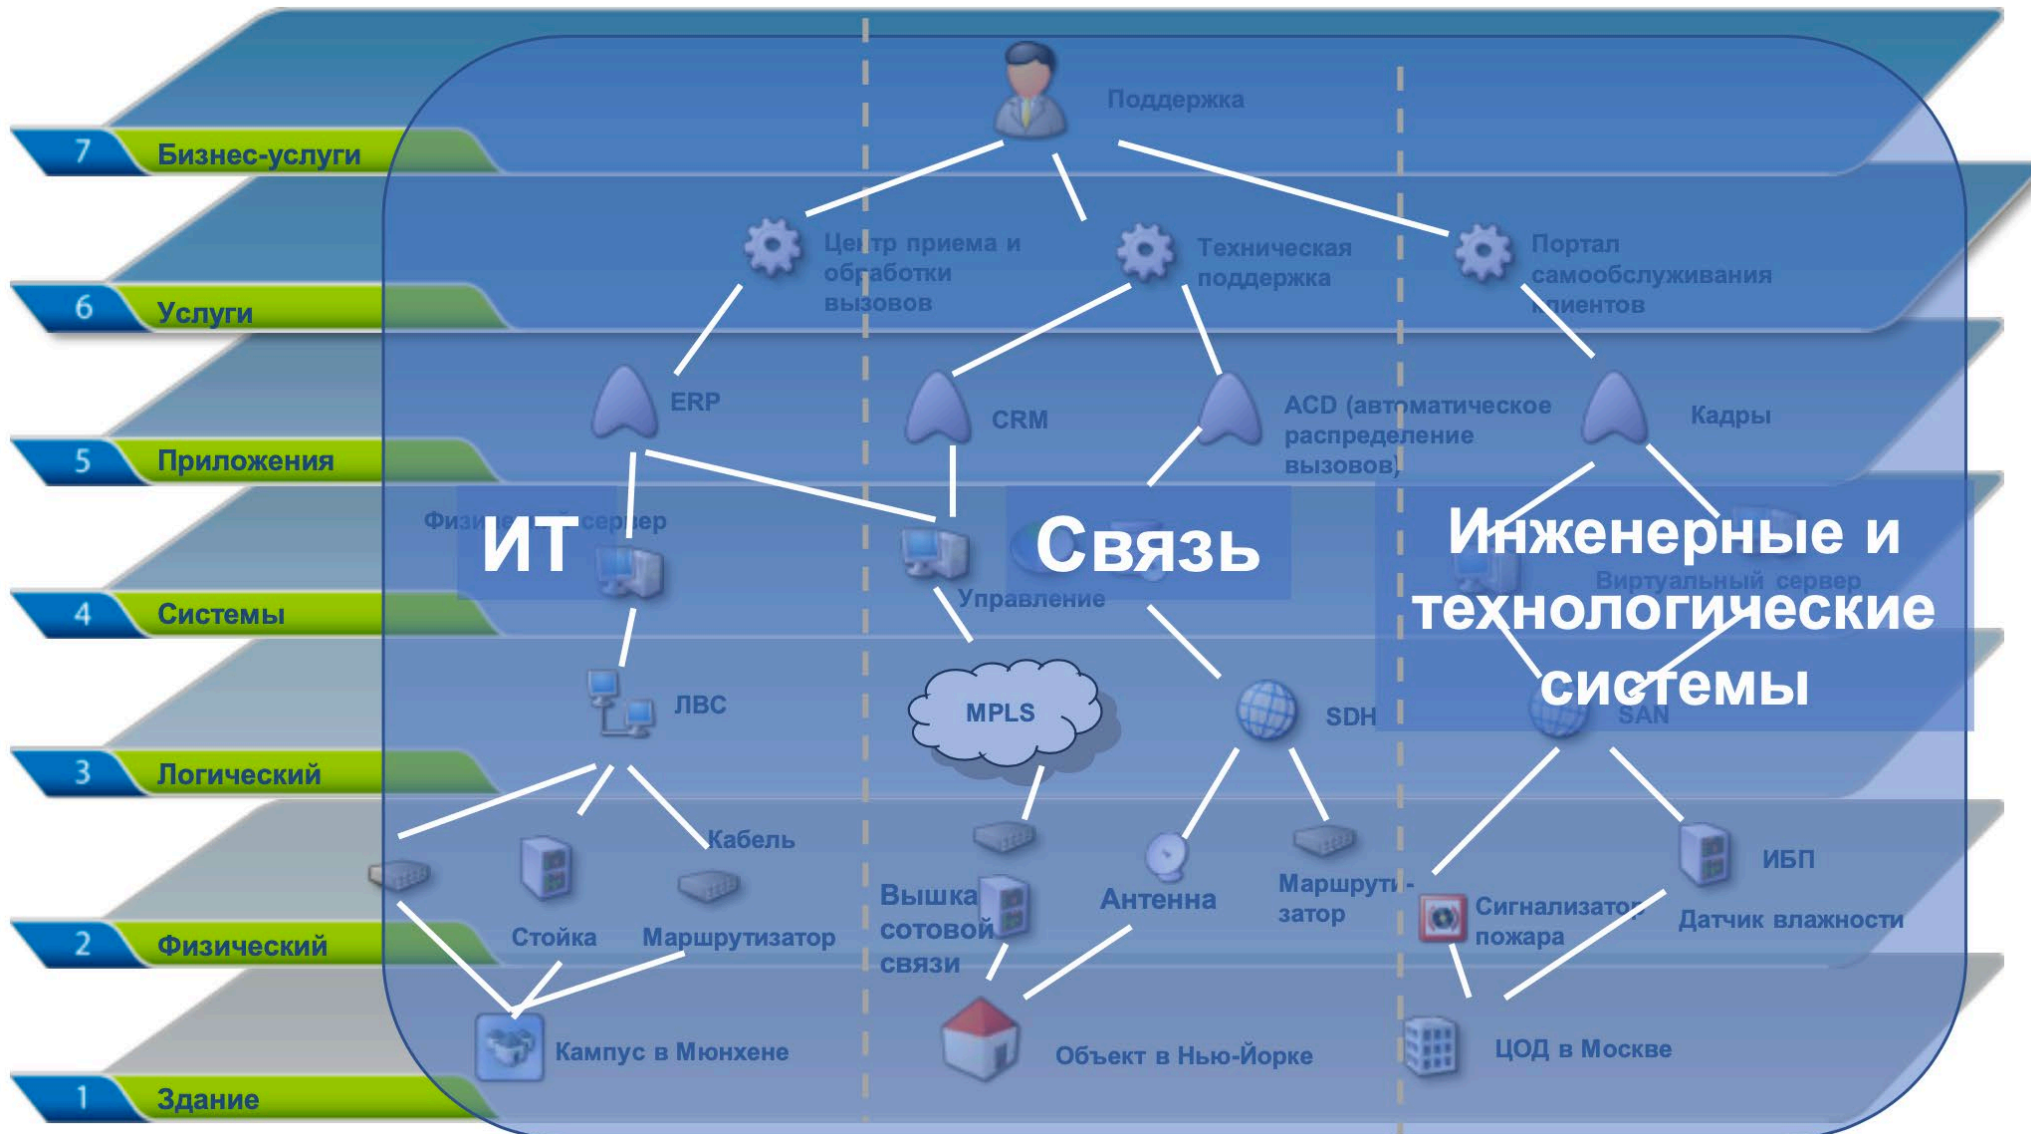 Поддержка
7
Бизнес-услуги
Центр приема и
обработки
вызовов
Техническая
поддержка
Портал
самообслуживания
клиентов
6
Услуги
ERP
CRM
ACD (автоматическое
распределение
вызовов)
Кадры
5
Приложения
Физический сервер
ИТ
Связь
Инженерные и
технологические
системы
Управление
Виртуальный сервер
4
Системы
ЛВС
MPLS
SDH
SAN
3
Логический
Кабель
Стойка
Маршрутизатор
Вышка
сотовой
связи
Антенна
Маршрути-
затор
Сигнализатор
пожара
ИБП
Датчик влажности
2
Физический
Кампус в Мюнхене
Объект в Нью-Йорке
ЦОД в Москве
1
Здание